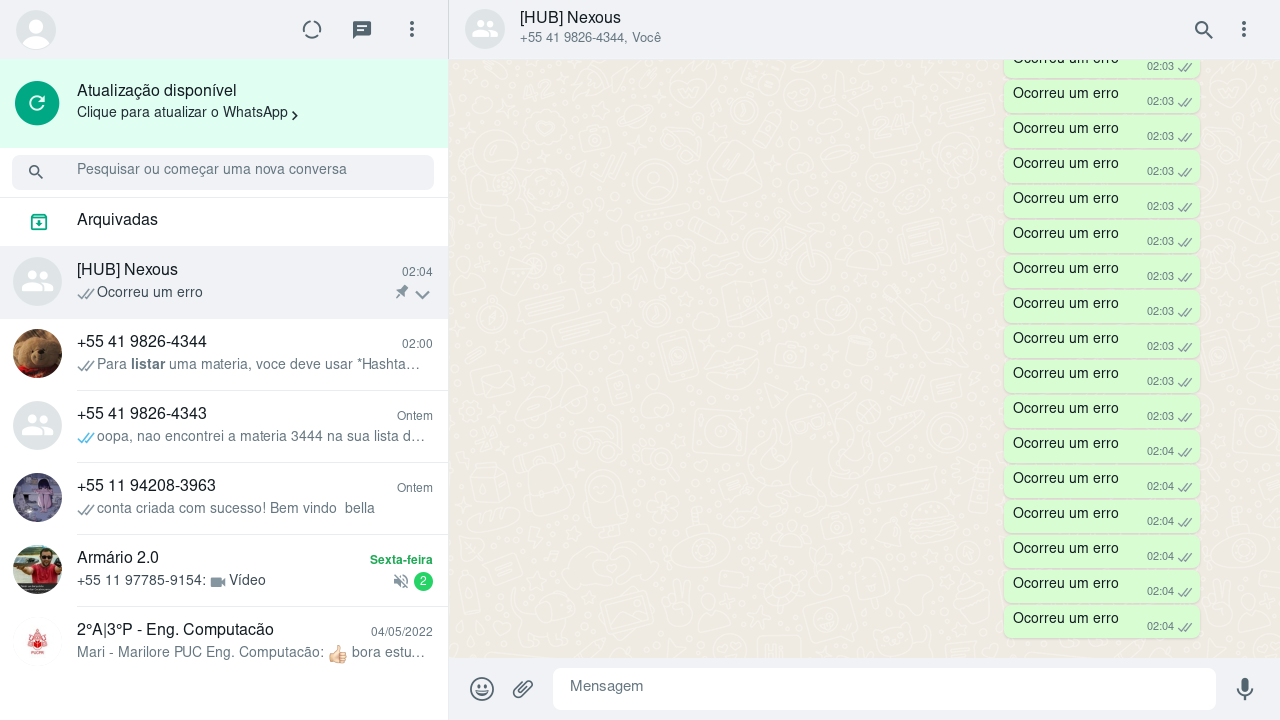 Atualização disponível
Clique para atualizar o WhatsApp
Pesquisar ou começar uma nova conversa
Arquivadas
[HUB] Nexous
02:04
Ocorreu um erro
+55 41 9826-4344
02:00
Para listar uma materia, voce deve usar *Hashta…
+55 41 9826-4343
Ontem
oopa, nao encontrei a materia 3444 na sua lista d…
+55 11 94208-3963
Ontem
conta criada com sucesso! Bem vindo  bella
Armário 2.0
Sexta-feira
+55 11 97785-9154: Vídeo
2
2°A|3°P - Eng. Computacão
04/05/2022
Mari - Marilore PUC Eng. Computacão: 👍🏻 bora estu…
[HUB] Nexous
+55 41 9826-4344, Você
Ocorreu um erro 02:03
Ocorreu um erro 02:03
Ocorreu um erro 02:03
Ocorreu um erro 02:03
Ocorreu um erro 02:03
Ocorreu um erro 02:03
Ocorreu um erro 02:03
Ocorreu um erro 02:03
Ocorreu um erro 02:03
Ocorreu um erro 02:03
Ocorreu um erro 02:03
Ocorreu um erro 02:04
Ocorreu um erro 02:04
Ocorreu um erro 02:04
Ocorreu um erro 02:04
Ocorreu um erro 02:04
Ocorreu um erro 02:04
Mensagem